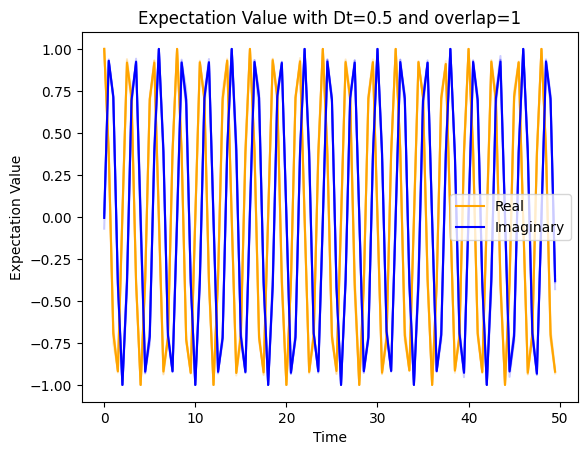 Expectation Value with Dt=0.5 and overlap=1
1.00
0.75
0.50
0.25
0.00
−0.25
−0.50
−0.75
−1.00
Expectation Value
Real
Imaginary
0 10 20 30 40 50
Time